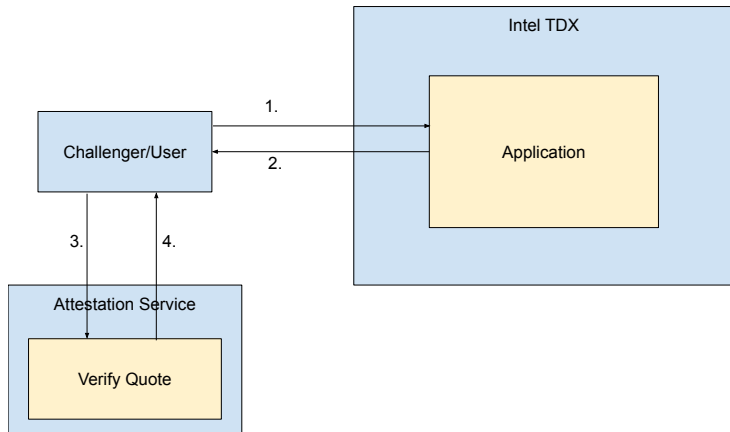 Intel TDX
1.
Challenger/User
Application
2.
3.
4.
Attestation Service
Verify Quote